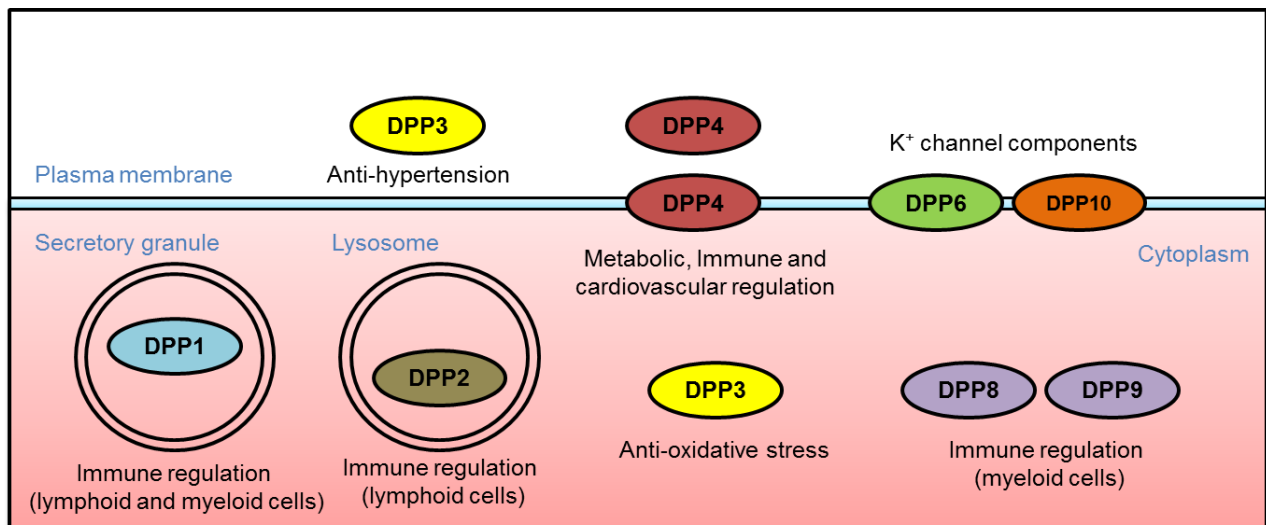 DPP3
DPP4
K⁺ channel components
Plasma membrane
Anti-hypertension
DPP4
DPP6
DPP10
Secretory granule
Lysosome
Metabolic, Immune and
cardiovascular regulation
Cytoplasm
DPP1
DPP2
DPP3
DPP8
DPP9
Immune regulation
(lymphoid and myeloid cells)
Immune regulation
(lymphoid cells)
Anti-oxidative stress
Immune regulation
(myeloid cells)